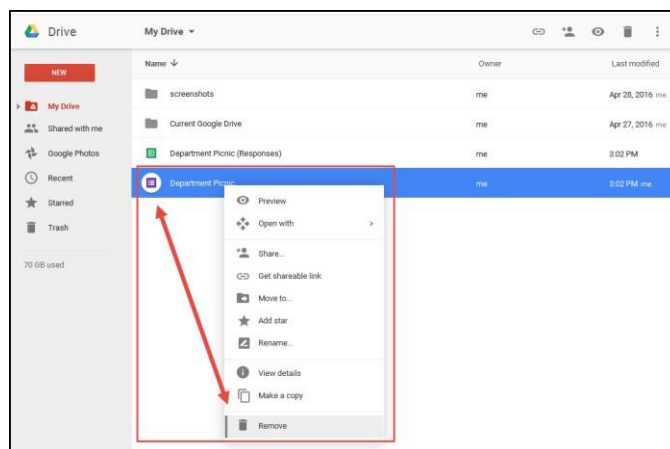 Drive
My Drive
NEW
Name
Owner
Last modified
My Drive
Shared with me
Google Photos
Recent
Starred
Trash
70 GB used
screenshots
me
Apr 28, 2016 me
Current Google Drive
me
Apr 27, 2016 me
Department Picnic (Responses)
me
3:02 PM
Department Picnic
me
3:02 PM me
Preview
Open with
Share...
Get shareable link
Move to...
Add star
Rename...
View details
Make a copy
Remove